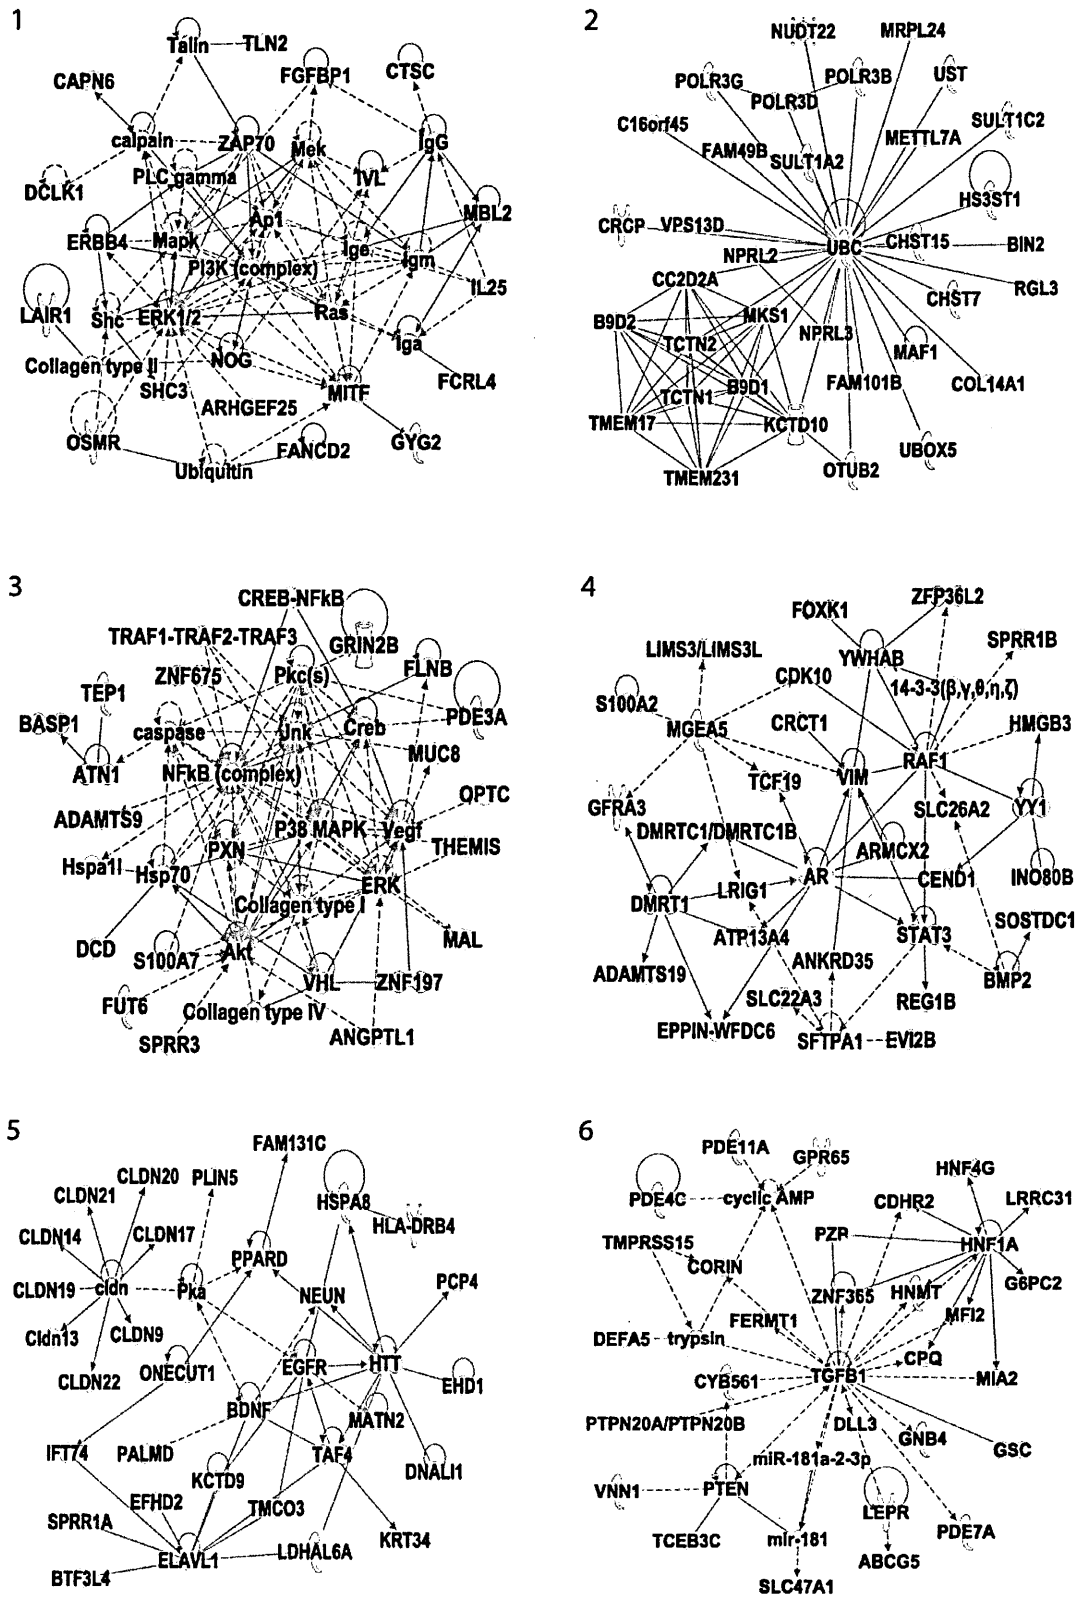 1
Talin TLN2
CAPN6
FGFBP1
CTSC
calpain
ZAP70
Mek
IgG
DCLK1
PLC gamma
IVL
MBL2
ERBB4
Mapk
Ap1
Ige
Igm
PI3K (complex)
IL25
LAIR1
Shc
ERK1/2
Ras
Iga
Collagen type II
NOG
FCRL4
SHC3
MITF
ARHGEF25
OSMR
GYG2
Ubiquitin
FANCD2
2
NUDT22
MRPL24
POLR3G
POLR3B
UST
POLR3D
C16orf45
SULT1C2
METTL7A
FAM49B
SULT1A2
HS3ST1
CRCP
VPS13D
UBC
CHST15
BIN2
NPRL2
CC2D2A
RGL3
CHST7
B9D2
MKS1
NPRL3
TCTN2
MAF1
TCTN1
B9D1
FAM101B
COL14A1
TMEM17
KCTD10
UBOX5
TMEM231
OTUB2
3
CREB-NFkB
TRAF1-TRAF2-TRAF3
GRIN2B
ZNF675
Pkc(s)
FLNB
TEP1
BASP1
caspase
Jnk
Creb
PDE3A
ATN1
NFkB (complex)
MUC8
OPTC
ADAMTS9
P38 MAPK
Vegf
PXN
THEMIS
Hspa1l
Hsp70
ERK
Collagen type I
DCD
S100A7
Akt
MAL
VHL
ZNF197
FUT6
Collagen type IV
SPRR3
ANGPTL1
4
FOXK1
ZFP36L2
LIMS3/LIMS3L
YWHAB
SPRR1B
CDK10
14-3-3(β,γ,θ,η,ζ)
S100A2
MGEA5
CRCT1
HMGB3
RAF1
VIM
TCF19
GFRA3
SLC26A2
YY1
DMRTC1/DMRTC1B
ARMCX2
AR
CEND1
INO80B
LRIG1
DMRT1
SOSTDC1
ATP13A4
STAT3
ADAMTS19
ANKRD35
BMP2
SLC22A3
REG1B
EPPIN-WFDC6
SFTPA1
EVI2B
5
FAM131C
CLDN20
PLIN5
CLDN21
HSPA8
HLA-DRB4
CLDN14
CLDN17
PPARD
CLDN19
cldn
Pka
NEUN
PCP4
Cldn13
CLDN9
CLDN22
ONECUT1
EGFR
HTT
EHD1
BDNF
MATN2
IFT74
PALMD
TAF4
DNALI1
KCTD9
EFHD2
TMCO3
SPRR1A
KRT34
ELAVL1
LDHAL6A
BTF3L4
6
PDE11A
GPR65
HNF4G
PDE4C
cyclic AMP
CDHR2
LRRC31
TMPRSS15
PZP
HNF1A
CORIN
G6PC2
ZNF365
HNMT
MFI2
FERMT1
DEFA5
trypsin
CPQ
CYB561
TGFB1
MIA2
PTPN20A/PTPN20B
DLL3
GNB4
GSC
miR-181a-2-3p
VNN1
PTEN
LEPR
TCEB3C
mir-181
PDE7A
ABCG5
SLC47A1